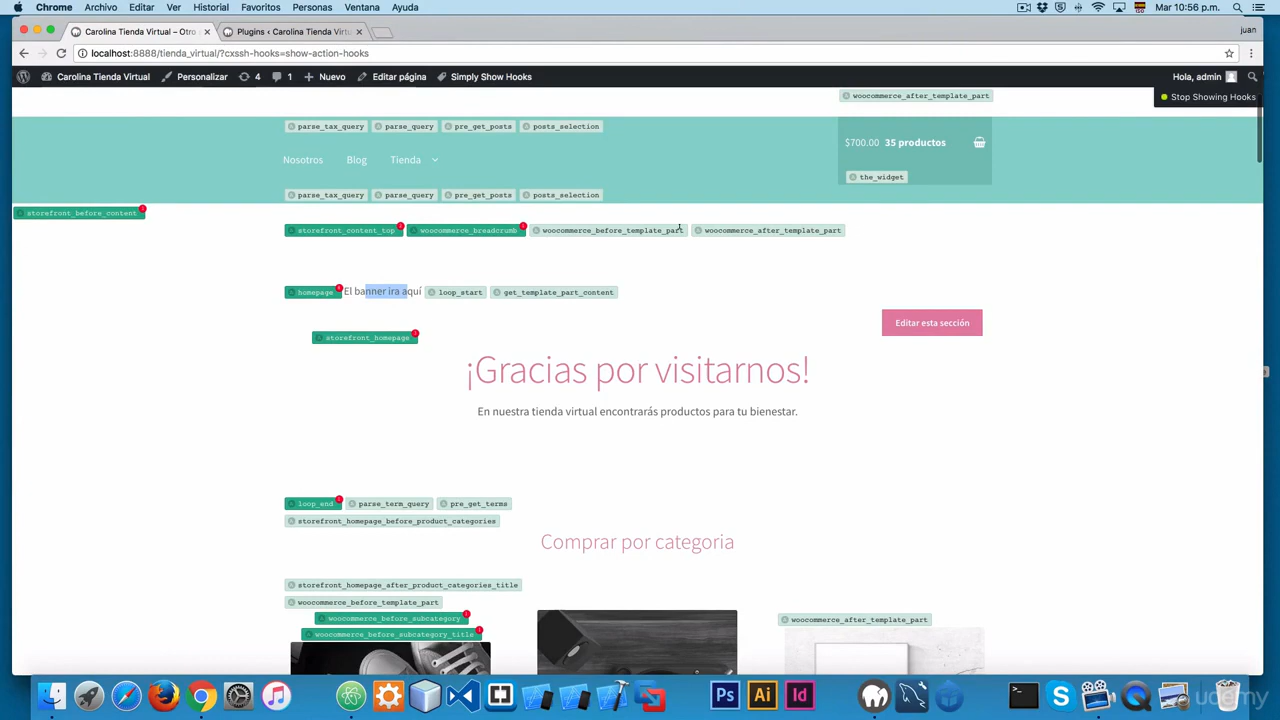 Chrome Archivo Editar Ver Historial Favoritos Personas Ventana Ayuda Mar 10:56 p.m.
Carolina Tienda Virtual – Otro Plugins ‹ Carolina Tienda Virtu juan
localhost:8888/tienda_virtual/?cxssh-hooks=show-action-hooks
Carolina Tienda Virtual Personalizar 4 1 Nuevo Editar página Simply Show Hooks Hola, admin
woocommerce_after_template_part Stop Showing Hooks
parse_tax_query parse_query pre_get_posts posts_selection
$700.00 35 productos
Nosotros Blog Tienda
the_widget
parse_tax_query parse_query pre_get_posts posts_selection
storefront_before_content
storefront_content_top woocommerce_breadcrumb woocommerce_before_template_part woocommerce_after_template_part
homepage El banner ira aquí loop_start get_template_part_content
Editar esta sección
storefront_homepage
¡Gracias por visitarnos!
En nuestra tienda virtual encontrarás productos para tu bienestar.
loop_end parse_term_query pre_get_terms
storefront_homepage_before_product_categories
Comprar por categoria
storefront_homepage_after_product_categories_title
woocommerce_before_template_part
woocommerce_before_subcategory woocommerce_after_template_part
woocommerce_before_subcategory_title
Ps Ai Id
udemy